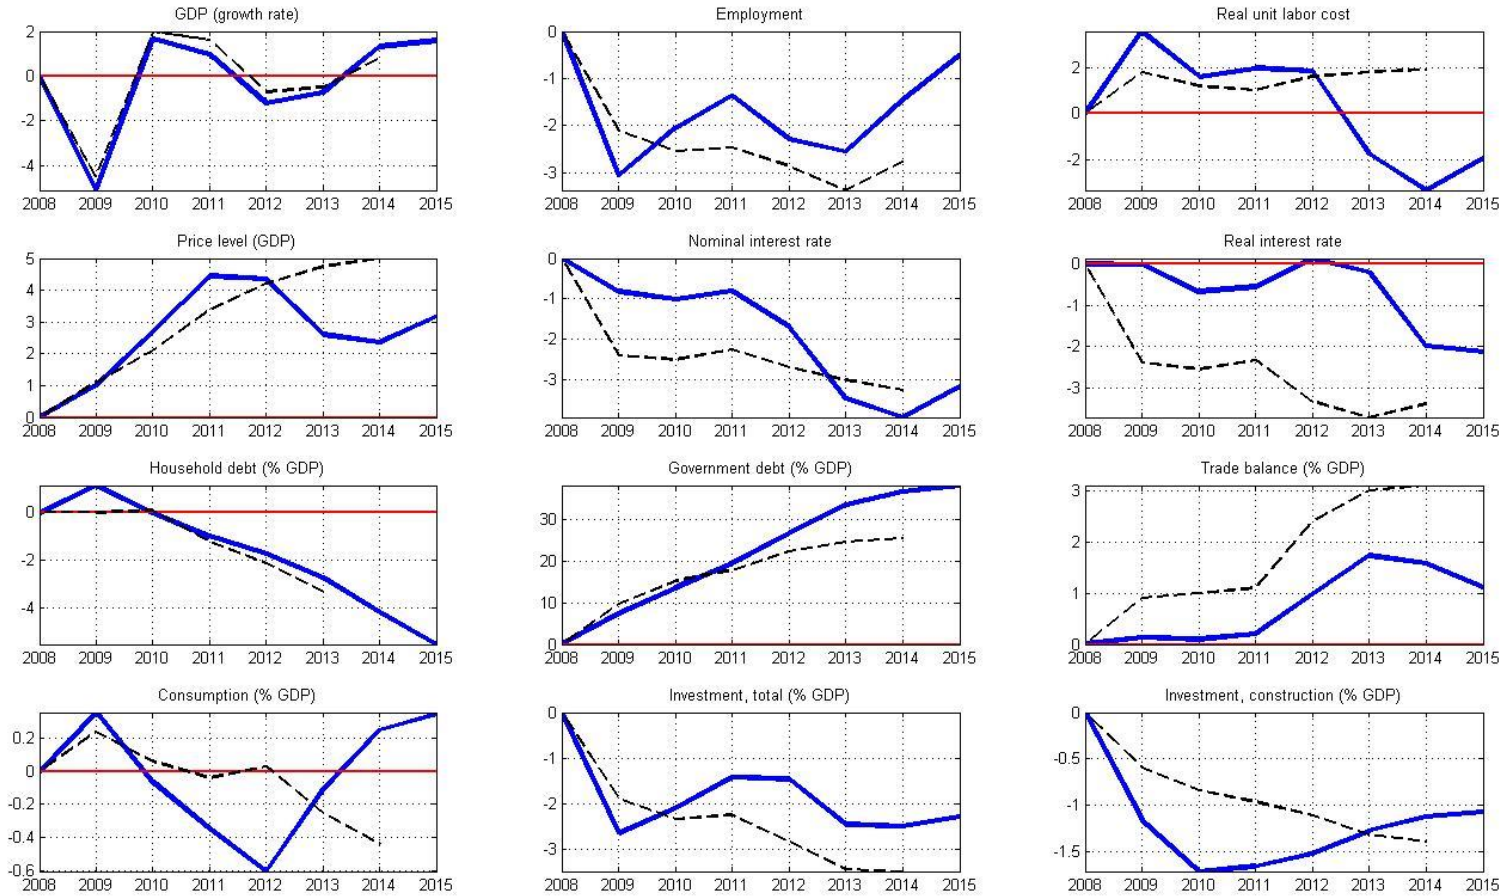 GDP (growth rate)
2
0
-2
-4
2008 2009 2010 2011 2012 2013 2014 2015
Employment
0
-1
-2
-3
2008 2009 2010 2011 2012 2013 2014 2015
Real unit labor cost
2
0
-2
2008 2009 2010 2011 2012 2013 2014 2015
Price level (GDP)
5
4
3
2
1
0
2008 2009 2010 2011 2012 2013 2014 2015
Nominal interest rate
0
-1
-2
-3
2008 2009 2010 2011 2012 2013 2014 2015
Real interest rate
0
-1
-2
-3
2008 2009 2010 2011 2012 2013 2014 2015
Household debt (% GDP)
0
-2
-4
2008 2009 2010 2011 2012 2013 2014 2015
Government debt (% GDP)
30
20
10
0
2008 2009 2010 2011 2012 2013 2014 2015
Trade balance (% GDP)
3
2
1
0
2008 2009 2010 2011 2012 2013 2014 2015
Consumption (% GDP)
0.2
0
-0.2
-0.4
-0.6
2008 2009 2010 2011 2012 2013 2014 2015
Investment, total (% GDP)
0
-1
-2
-3
2008 2009 2010 2011 2012 2013 2014 2015
Investment, construction (% GDP)
0
-0.5
-1
-1.5
2008 2009 2010 2011 2012 2013 2014 2015